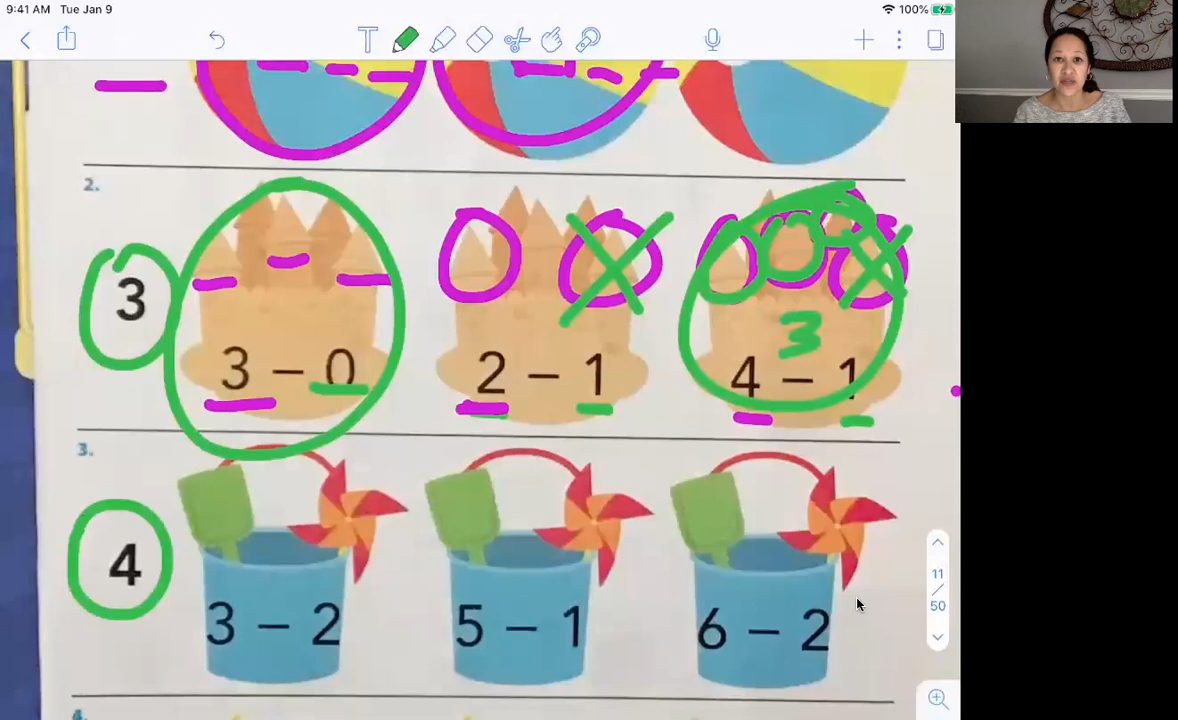 9:41 AM Tue Jan 9 100%
T
2.
3 3 – 0 2 – 1 3 4 – 1
3.
4 3 – 2 5 – 1 6 – 2
11
/
50
4.